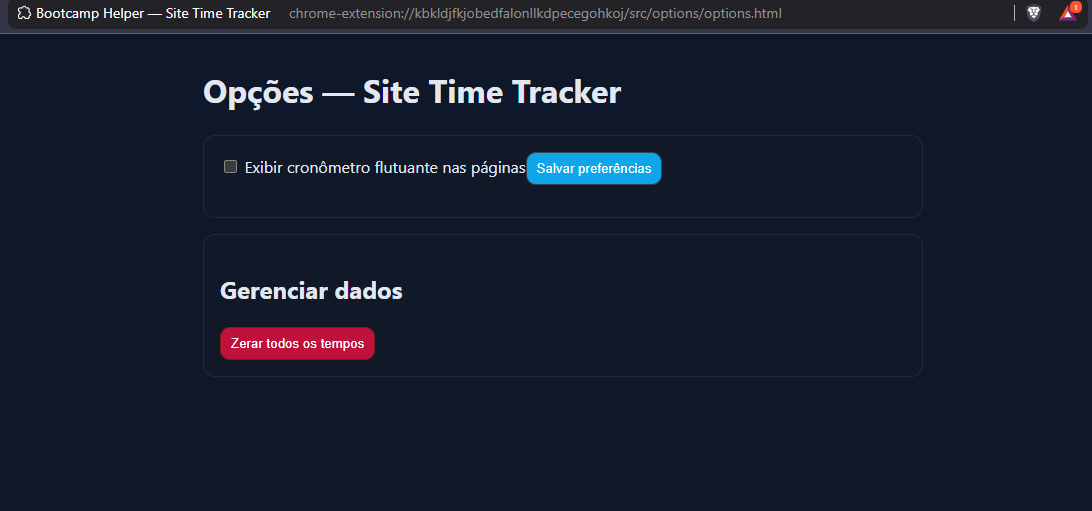 Bootcamp Helper — Site Time Tracker chrome-extension://kbkldjfkjobedfalonllkdpecegohkoj/src/options/options.html 1
Opções — Site Time Tracker
Exibir cronômetro flutuante nas páginas Salvar preferências
Gerenciar dados
Zerar todos os tempos